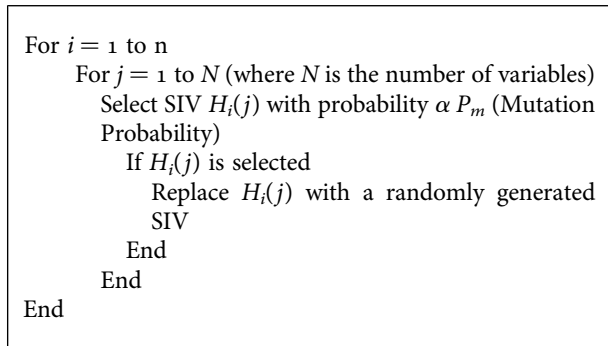 For i = 1 to n
For j = 1 to N (where N is the number of variables)
Select SIV H_i(j) with probability α P_m (Mutation
Probability)
If H_i(j) is selected
Replace H_i(j) with a randomly generated
SIV
End
End
End